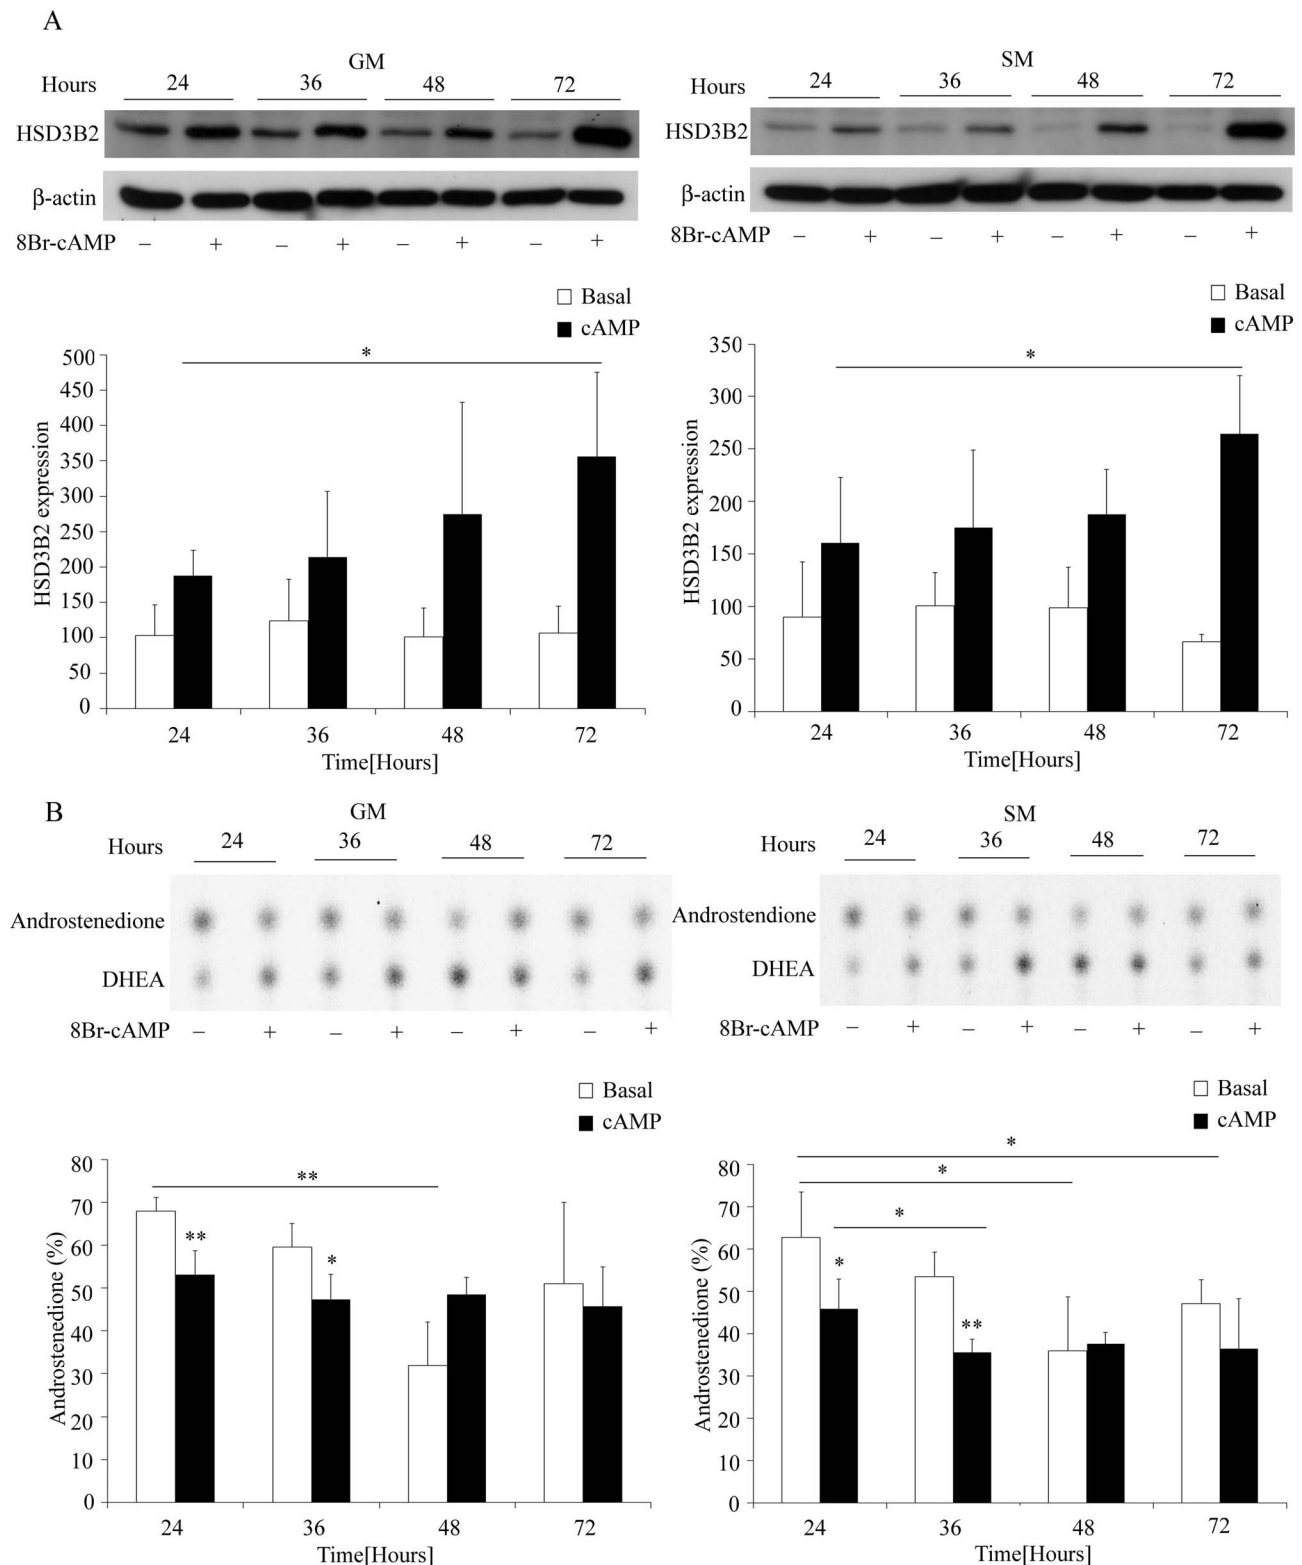 A
GM
Hours 24 36 48 72
HSD3B2
β-actin
8Br-cAMP – + – + – + – +
SM
Hours 24 36 48 72
HSD3B2
β-actin
8Br-cAMP – + – + – + – +
Basal
cAMP
*
500
450
400
350
300
250
200
150
100
50
0
HSD3B2 expression
24 36 48 72
Time[Hours]
Basal
cAMP
*
350
300
250
200
150
100
50
0
HSD3B2 expression
24 36 48 72
Time[Hours]
B
GM
Hours 24 36 48 72
Androstenedione
DHEA
8Br-cAMP – + – + – + – +
SM
Hours 24 36 48 72
Androstendione
DHEA
8Br-cAMP – + – + – + – +
Basal
cAMP
**
** *
80
70
60
50
40
30
20
10
0
Androstenedione (%)
24 36 48 72
Time[Hours]
Basal
cAMP
*
*
*
* **
80
70
60
50
40
30
20
10
0
Androstenedione (%)
24 36 48 72
Time[Hours]